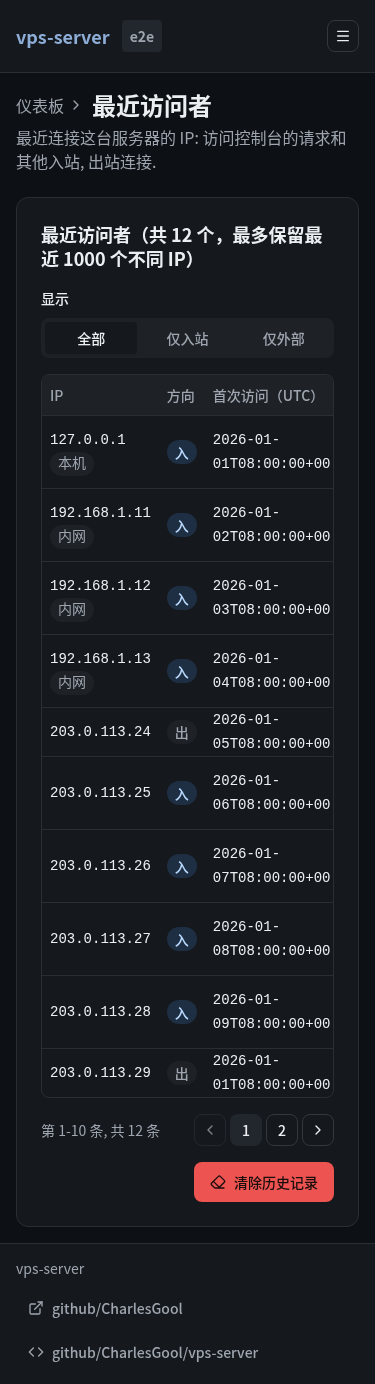 vps-server e2e
仪表板 > 最近访问者
最近连接这台服务器的 IP: 访问控制台的请求和
其他入站, 出站连接.
最近访问者（共 12 个，最多保留最
近 1000 个不同 IP）
显示
全部 仅入站 仅外部
IP 方向 首次访问（UTC）
127.0.0.1 本机 入 2026-01-
01T08:00:00+00
192.168.1.11 内网 入 2026-01-
02T08:00:00+00
192.168.1.12 内网 入 2026-01-
03T08:00:00+00
192.168.1.13 内网 入 2026-01-
04T08:00:00+00
203.0.113.24 出 2026-01-
05T08:00:00+00
203.0.113.25 入 2026-01-
06T08:00:00+00
203.0.113.26 入 2026-01-
07T08:00:00+00
203.0.113.27 入 2026-01-
08T08:00:00+00
203.0.113.28 入 2026-01-
09T08:00:00+00
203.0.113.29 出 2026-01-
01T08:00:00+00
第 1-10 条, 共 12 条 1 2
清除历史记录
vps-server
github/CharlesGool
github/CharlesGool/vps-server